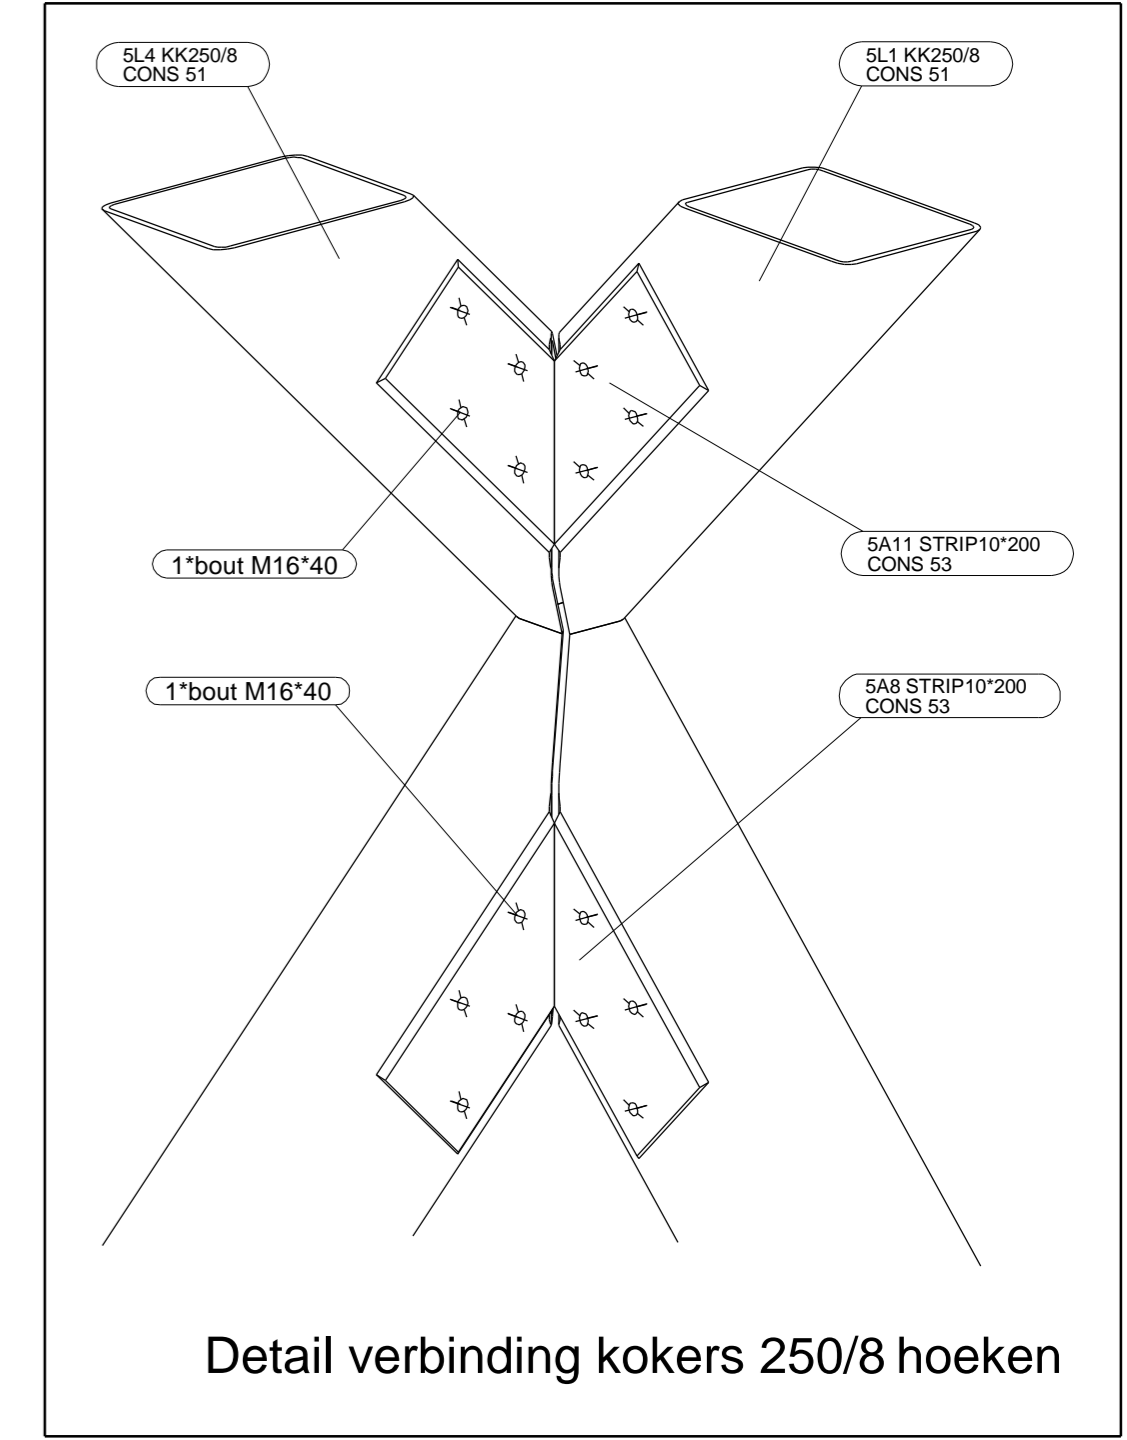 5L4 KK250/8
CONS 51
5L1 KK250/8
CONS 51
1*bout M16*40
5A11 STRIP10*200
CONS 53
1*bout M16*40
5A8 STRIP10*200
CONS 53
Detail verbinding kokers 250/8 hoeken